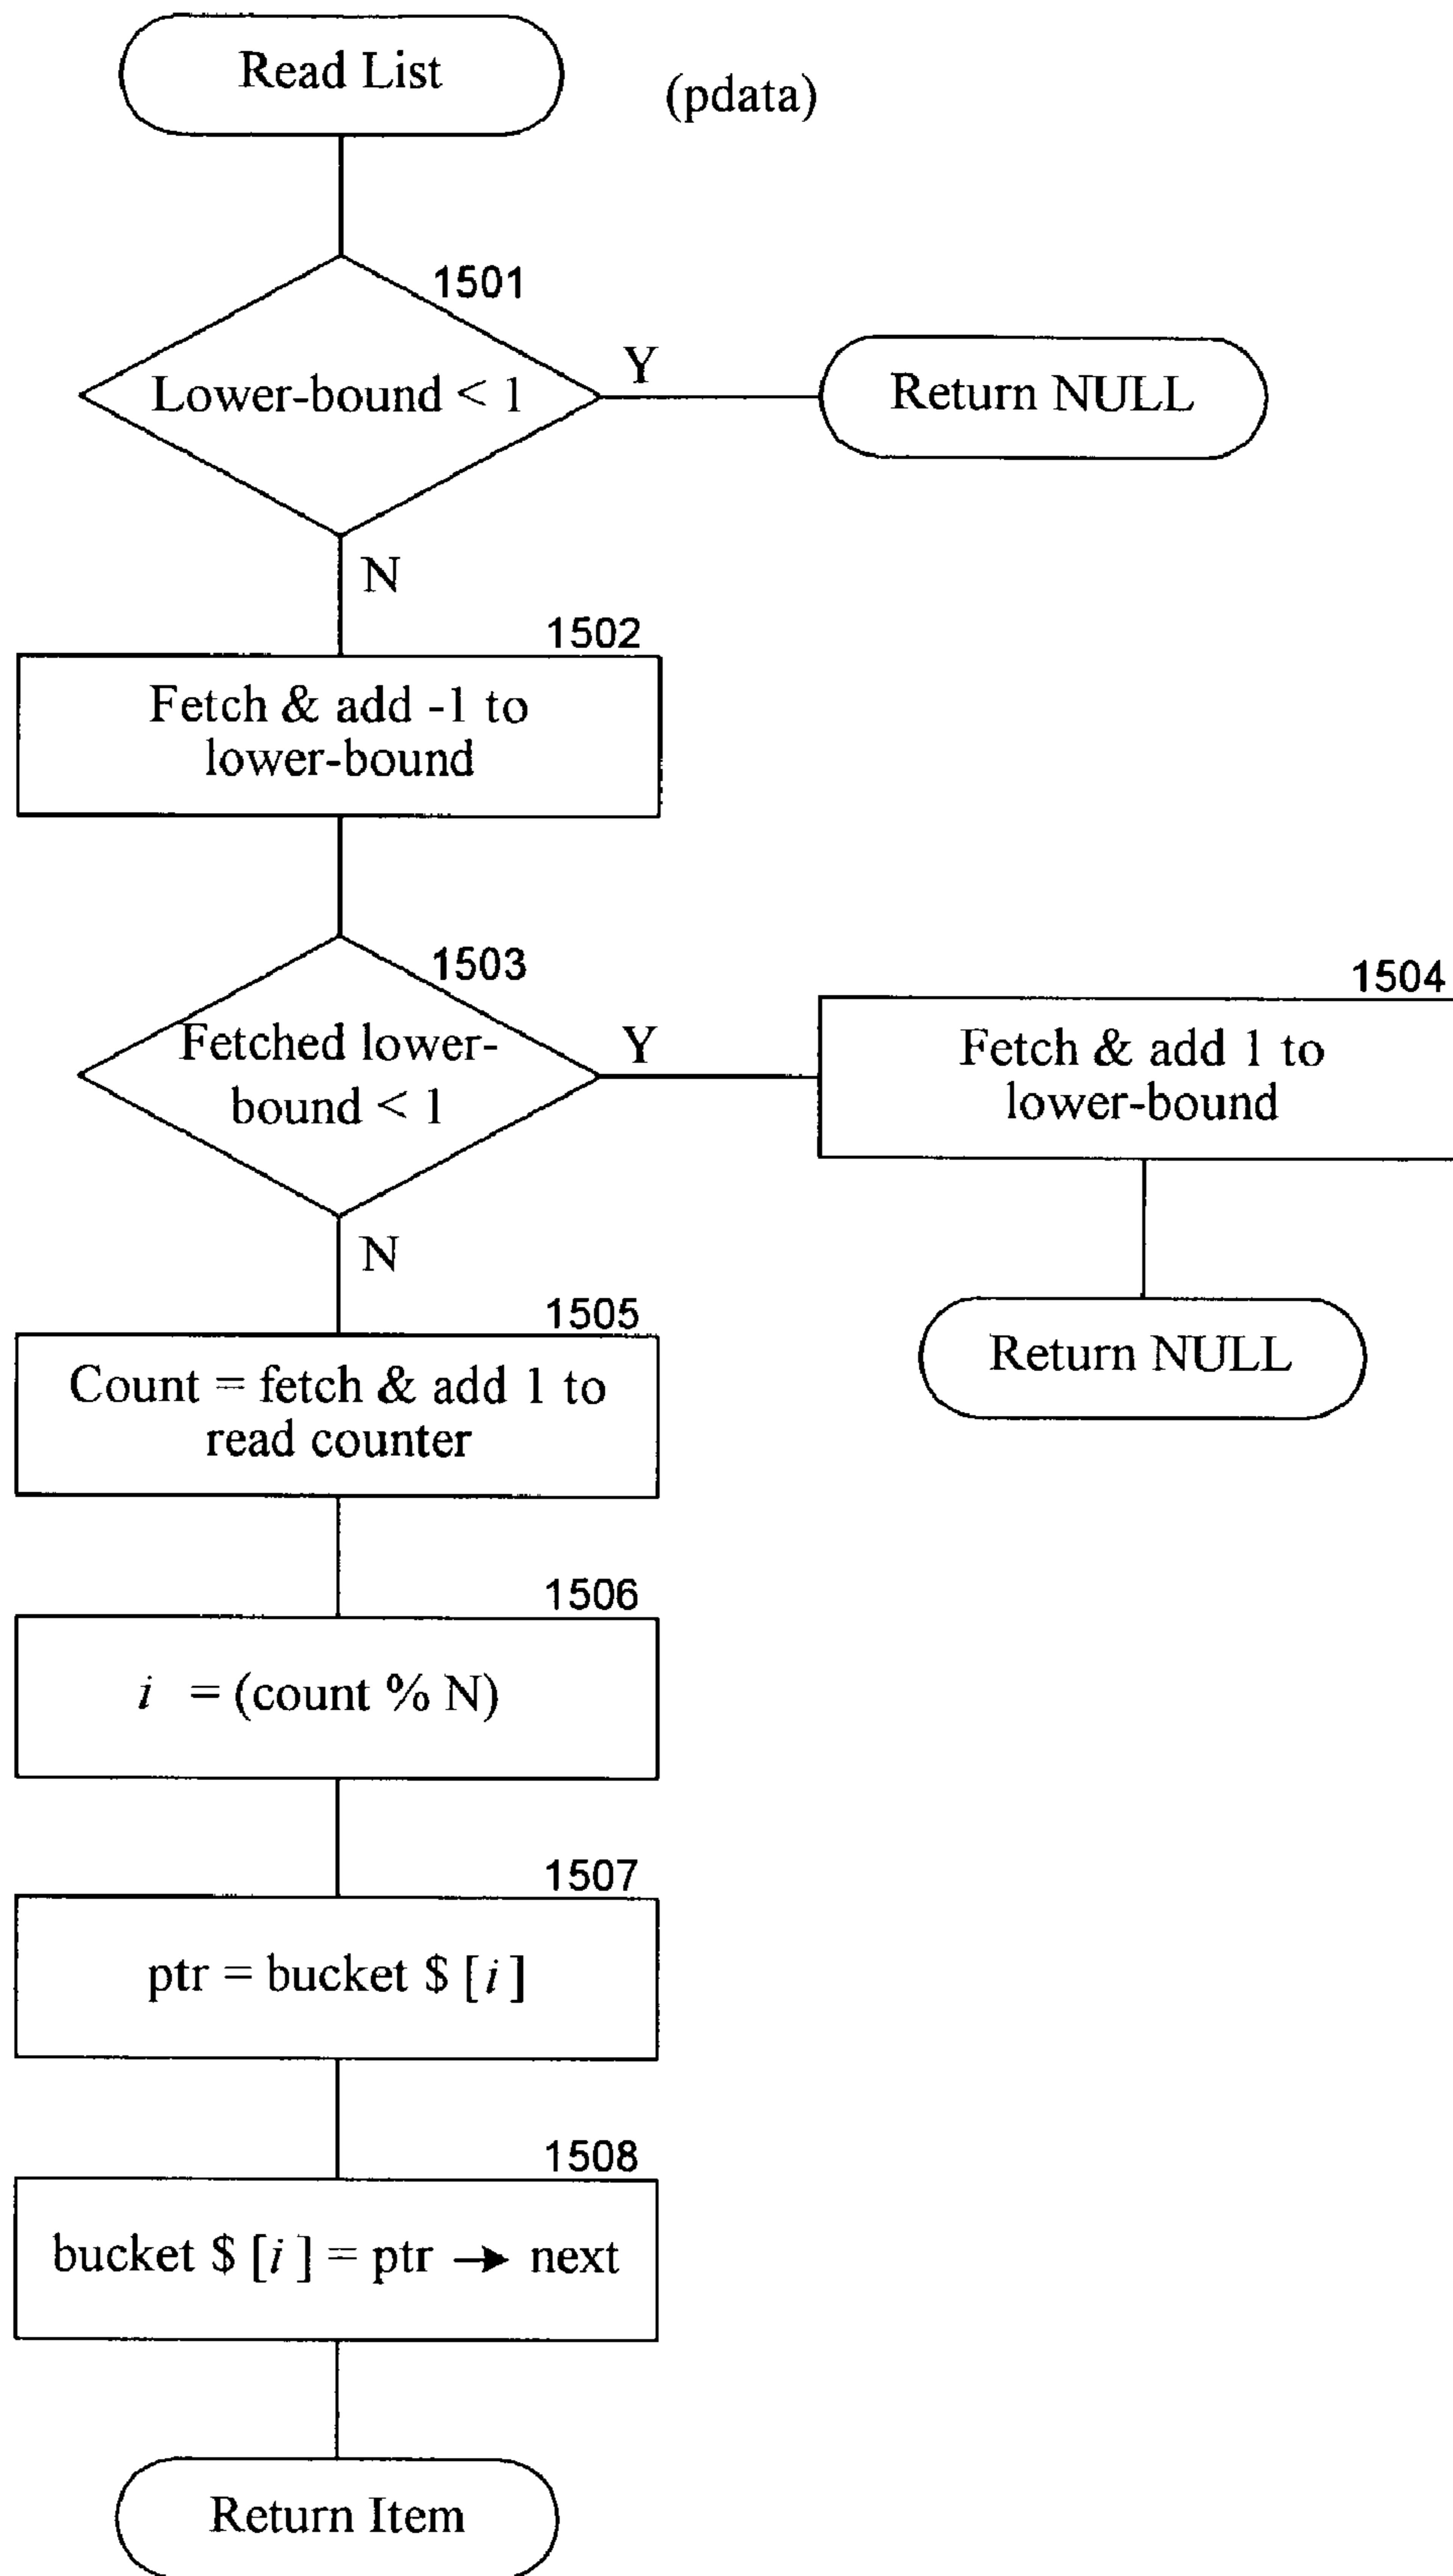 Read List
(pdata)
1501
Lower-bound < 1
Y
Return NULL
N
1502
Fetch & add -1 to
lower-bound
1503
Fetched lower-
bound < 1
Y
1504
Fetch & add 1 to
lower-bound
Return NULL
N
1505
Count = fetch & add 1 to
read counter
1506
i = (count % N)
1507
ptr = bucket $ [i]
1508
bucket $ [i] = ptr → next
Return Item